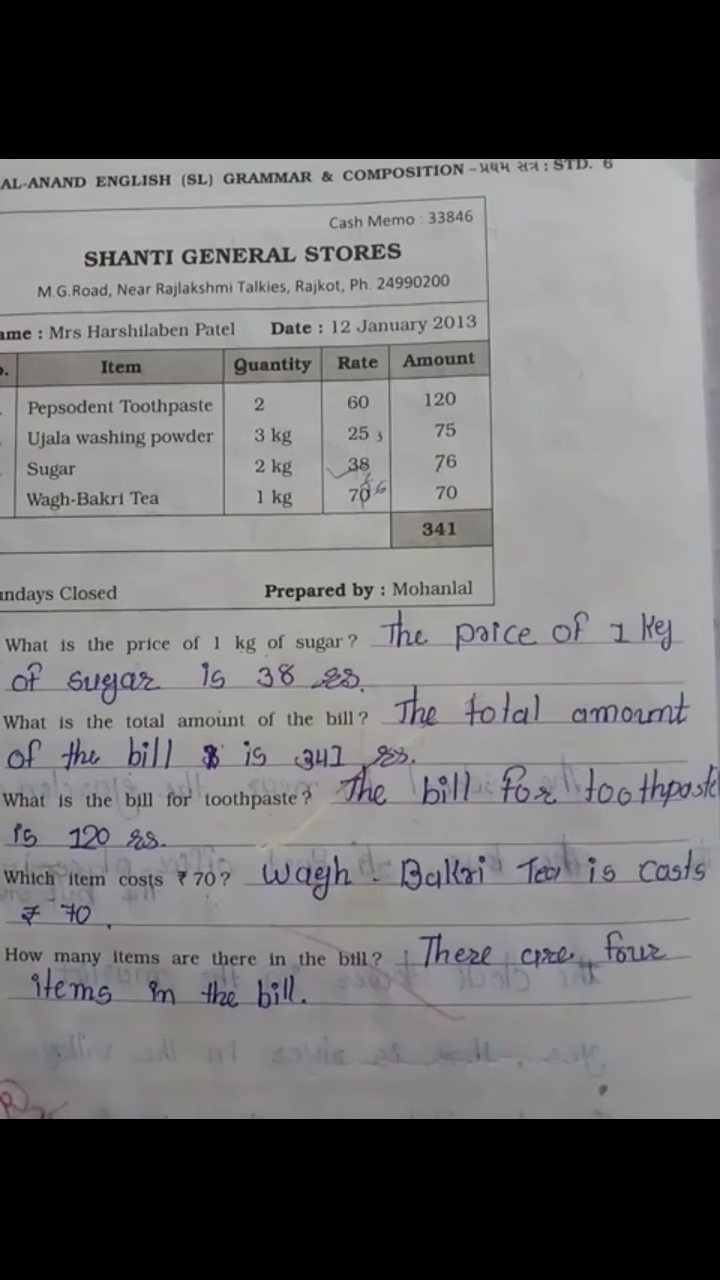 AL-ANAND ENGLISH (SL) GRAMMAR & COMPOSITION – પ્રથમ સત્ર : STD. 6
Cash Memo : 33846
SHANTI GENERAL STORES
M.G.Road, Near Rajlakshmi Talkies, Rajkot, Ph. 24990200
ame : Mrs Harshilaben Patel Date : 12 January 2013
o. Item Quantity Rate Amount
Pepsodent Toothpaste 2 60 120
Ujala washing powder 3 kg 25 3 75
Sugar 2 kg 38 76
Wagh-Bakri Tea 1 kg 70 70
341
undays Closed Prepared by : Mohanlal
What is the price of 1 kg of sugar? The price of 1 kg
of sugar is 38 rs.
What is the total amount of the bill? The total amount
of the bill is 341 rs.
What is the bill for toothpaste? The bill for toothpaste
is 120 rs.
Which item costs ₹ 70? Wagh - Bakri Tea is costs
₹ 70.
How many items are there in the bill? There are four
items in the bill.